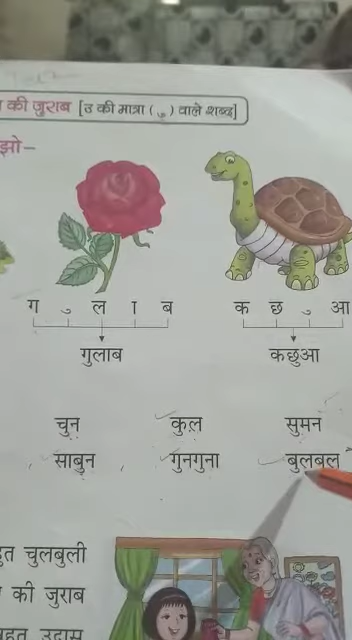 की जुराब [उ की मात्रा ( ु ) वाले शब्द]
ग ु ल ा ब
क छ ु आ
गुलाब
कछुआ
चुन कुल सुमन
साबुन गुनगुना बुलबुल
चुलबुली
की जुराब
उदास